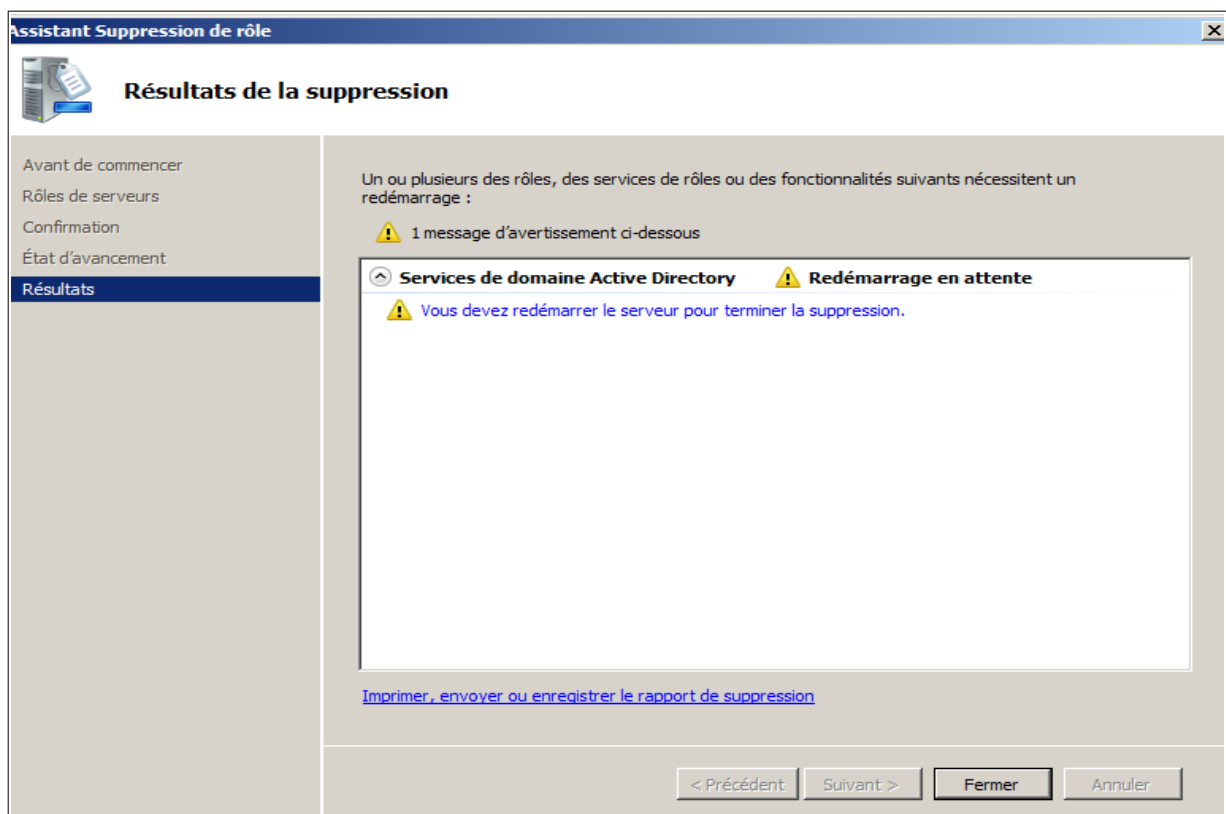 Assistant Suppression de rôle
Résultats de la suppression
Avant de commencer
Rôles de serveurs
Confirmation
État d’avancement
Résultats
Un ou plusieurs des rôles, des services de rôles ou des fonctionnalités suivants nécessitent un
redémarrage :
1 message d’avertissement ci-dessous
Services de domaine Active Directory Redémarrage en attente
Vous devez redémarrer le serveur pour terminer la suppression.
Imprimer, envoyer ou enregistrer le rapport de suppression
< Précédent Suivant > Fermer Annuler